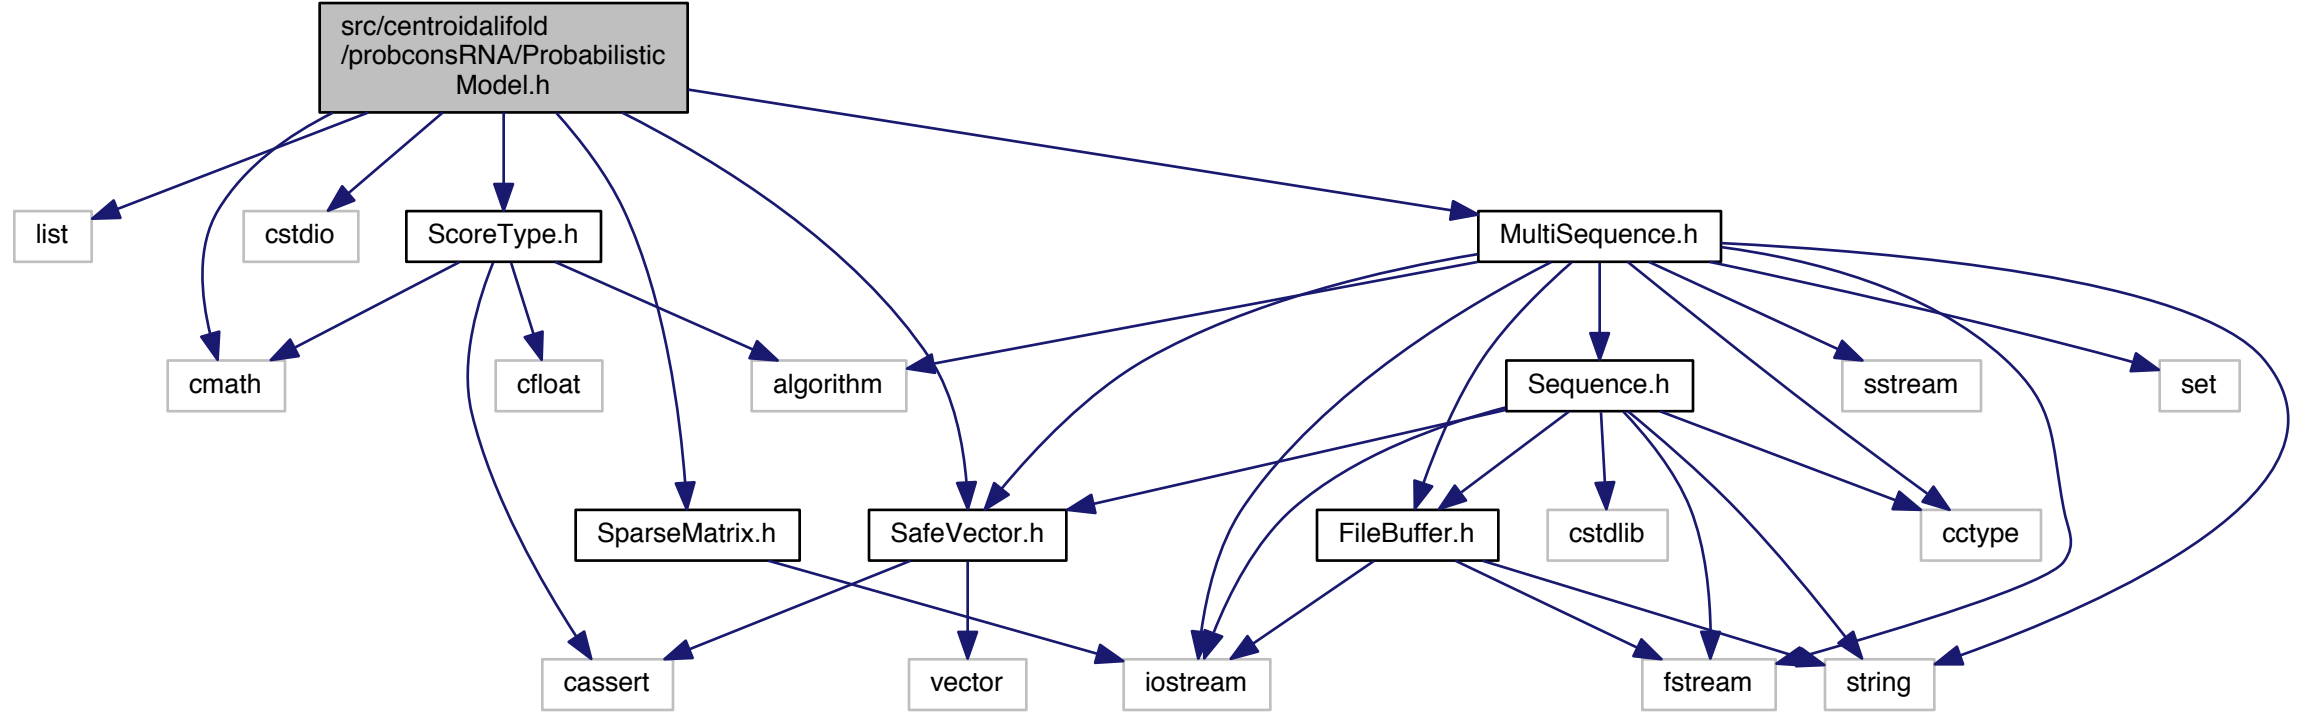 src/centroidalifold
/probconsRNA/Probabilistic
Model.h
list
cstdio
ScoreType.h
MultiSequence.h
cmath
cfloat
algorithm
Sequence.h
sstream
set
SparseMatrix.h
SafeVector.h
FileBuffer.h
cstdlib
cctype
cassert
vector
iostream
fstream
string